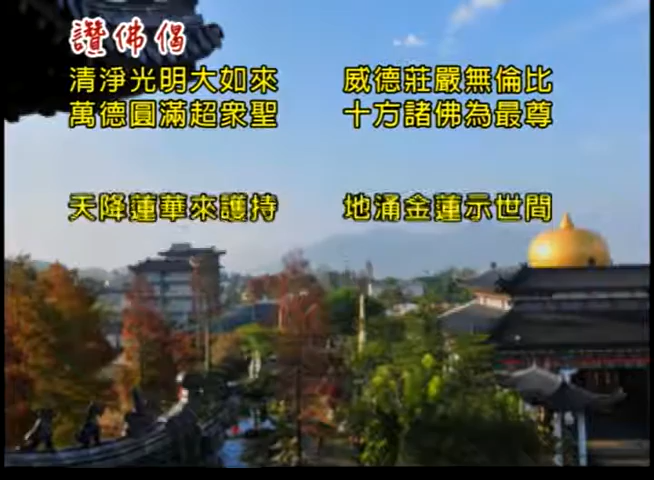 讚佛偈
清淨光明大如來 威德莊嚴無倫比
萬德圓滿超衆聖 十方諸佛為最尊
天降蓮華來護持 地涌金蓮示世間